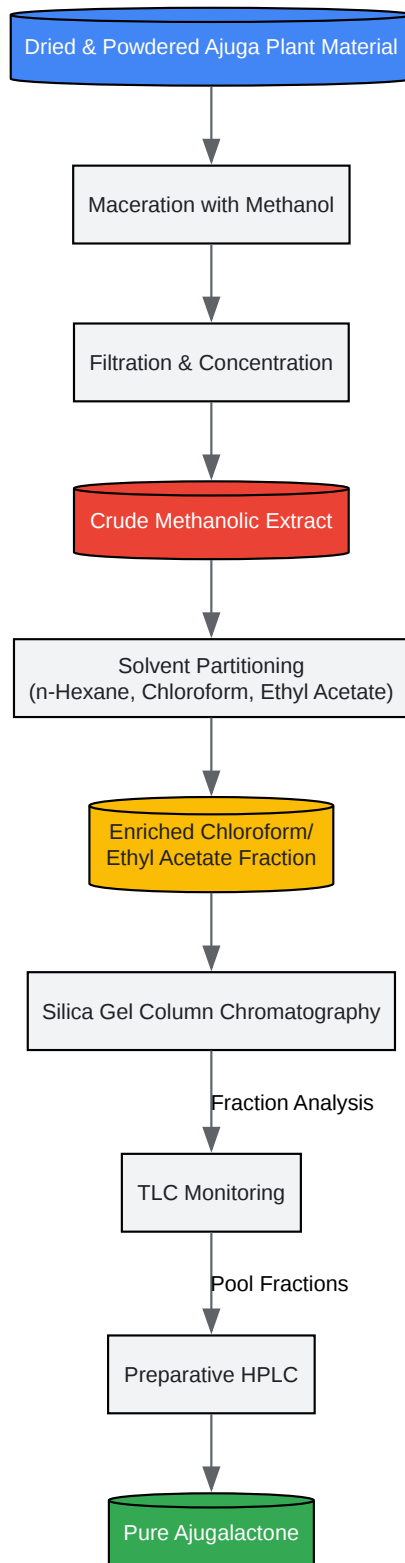 Dried & Powdered Ajuga Plant Material
Maceration with Methanol
Filtration & Concentration
Crude Methanolic Extract
Solvent Partitioning
(n-Hexane, Chloroform, Ethyl Acetate)
Enriched Chloroform/
Ethyl Acetate Fraction
Silica Gel Column Chromatography
Fraction Analysis
TLC Monitoring
Pool Fractions
Preparative HPLC
Pure Ajugalactone